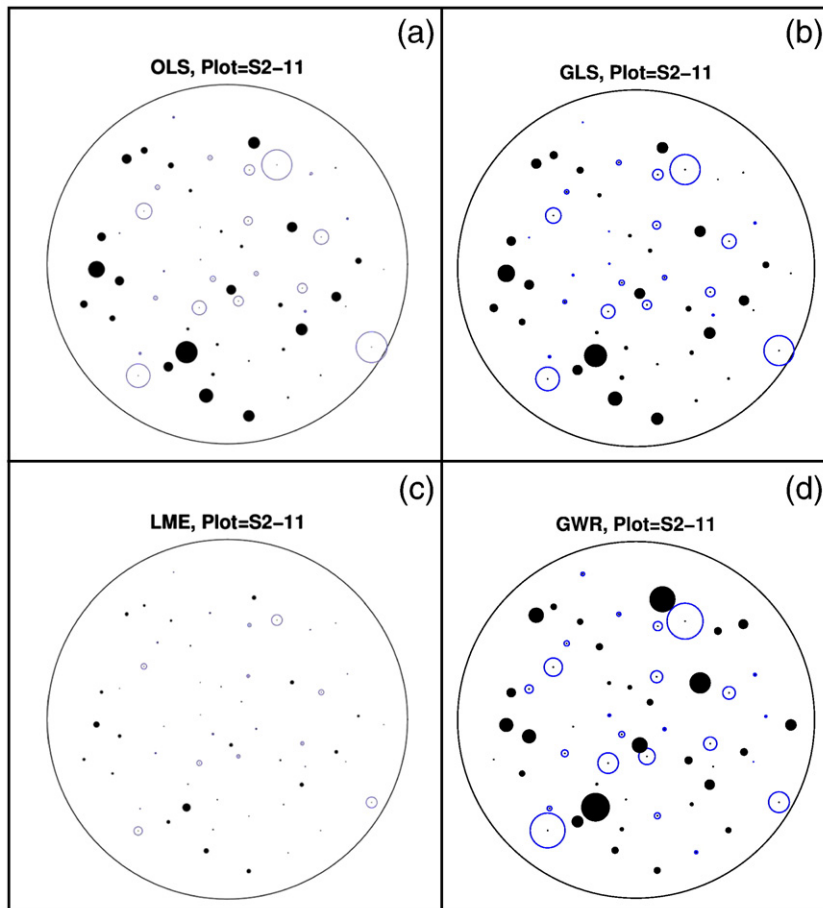 (a)
OLS, Plot=S2−11
(b)
GLS, Plot=S2−11
(c)
LME, Plot=S2−11
(d)
GWR, Plot=S2−11